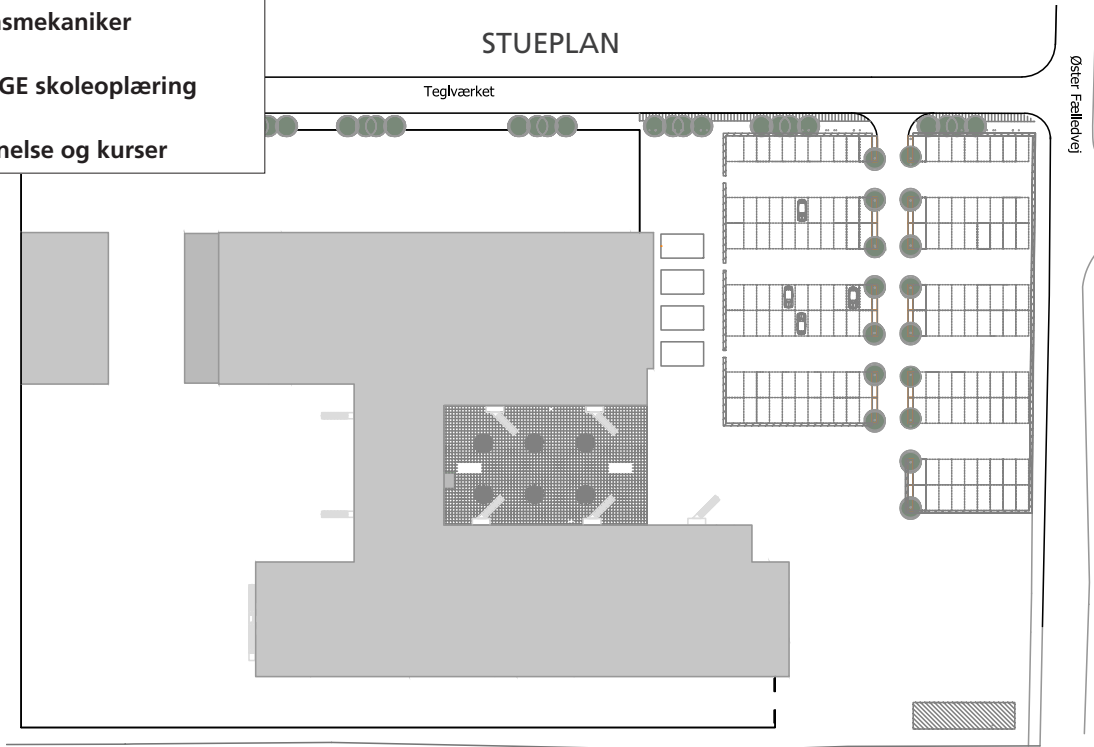 smekaniker
STUEPLAN
GE skoleoplæring
Teglværket
Øster Fælledvej
nelse og kurser